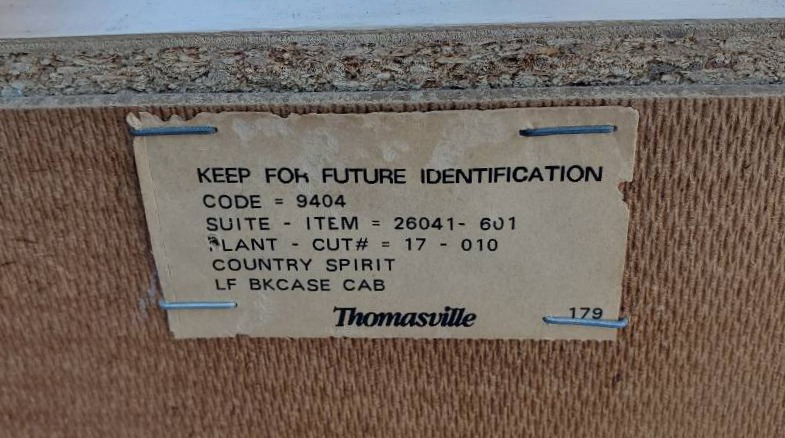 KEEP FOR FUTURE IDENTIFICATION
CODE = 9404
SUITE - ITEM = 26041- 601
PLANT - CUT# = 17 - 010
COUNTRY SPIRIT
LF BKCASE CAB
Thomasville 179